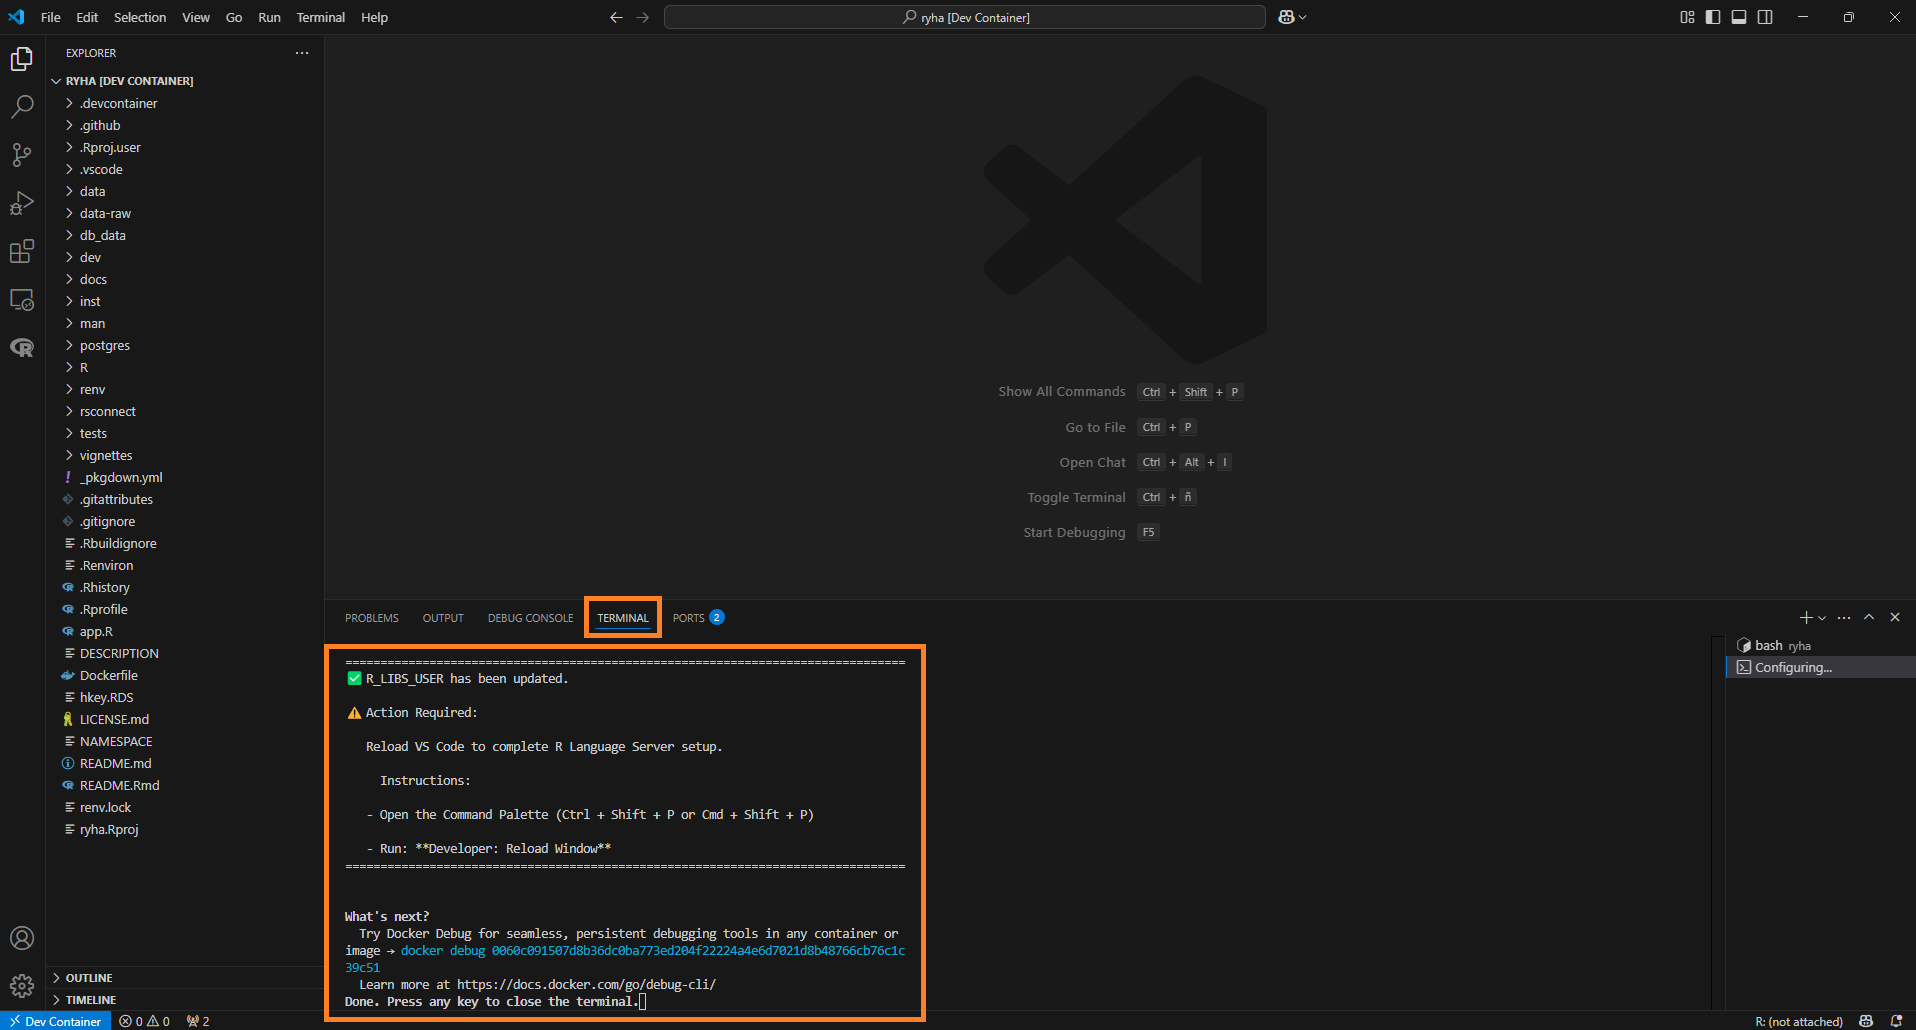 File Edit Selection View Go Run Terminal Help
ryha [Dev Container]
EXPLORER
RYHA [DEV CONTAINER]
.devcontainer
.github
.Rproj.user
.vscode
data
data-raw
db_data
dev
docs
inst
man
postgres
R
renv
rsconnect
tests
vignettes
_pkgdown.yml
.gitattributes
.gitignore
.Rbuildignore
.Renviron
.Rhistory
.Rprofile
app.R
DESCRIPTION
Dockerfile
hkey.RDS
LICENSE.md
NAMESPACE
README.md
README.Rmd
renv.lock
ryha.Rproj
OUTLINE
TIMELINE
Show All Commands Ctrl + Shift + P
Go to File Ctrl + P
Open Chat Ctrl + Alt + I
Toggle Terminal Ctrl + ñ
Start Debugging F5
PROBLEMS OUTPUT DEBUG CONSOLE TERMINAL PORTS 2
================================================================================
✅ R_LIBS_USER has been updated.
⚠️ Action Required:
Reload VS Code to complete R Language Server setup.
Instructions:
- Open the Command Palette (Ctrl + Shift + P or Cmd + Shift + P)
- Run: **Developer: Reload Window**
================================================================================
What's next?
Try Docker Debug for seamless, persistent debugging tools in any container or
image → docker debug 0060c091507d8b36dc0ba773ed204f22224a4e6d7021d8b48766cb76c1c
39c51
Learn more at https://docs.docker.com/go/debug-cli/
Done. Press any key to close the terminal.
bash ryha
Configuring...
Dev Container 0 0 2
R: (not attached)